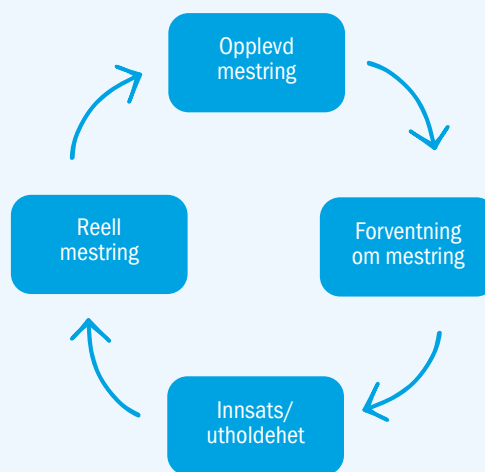 Opplevd
mestring
Forventning
om mestring
Innsats/
utholdehet
Reell
mestring